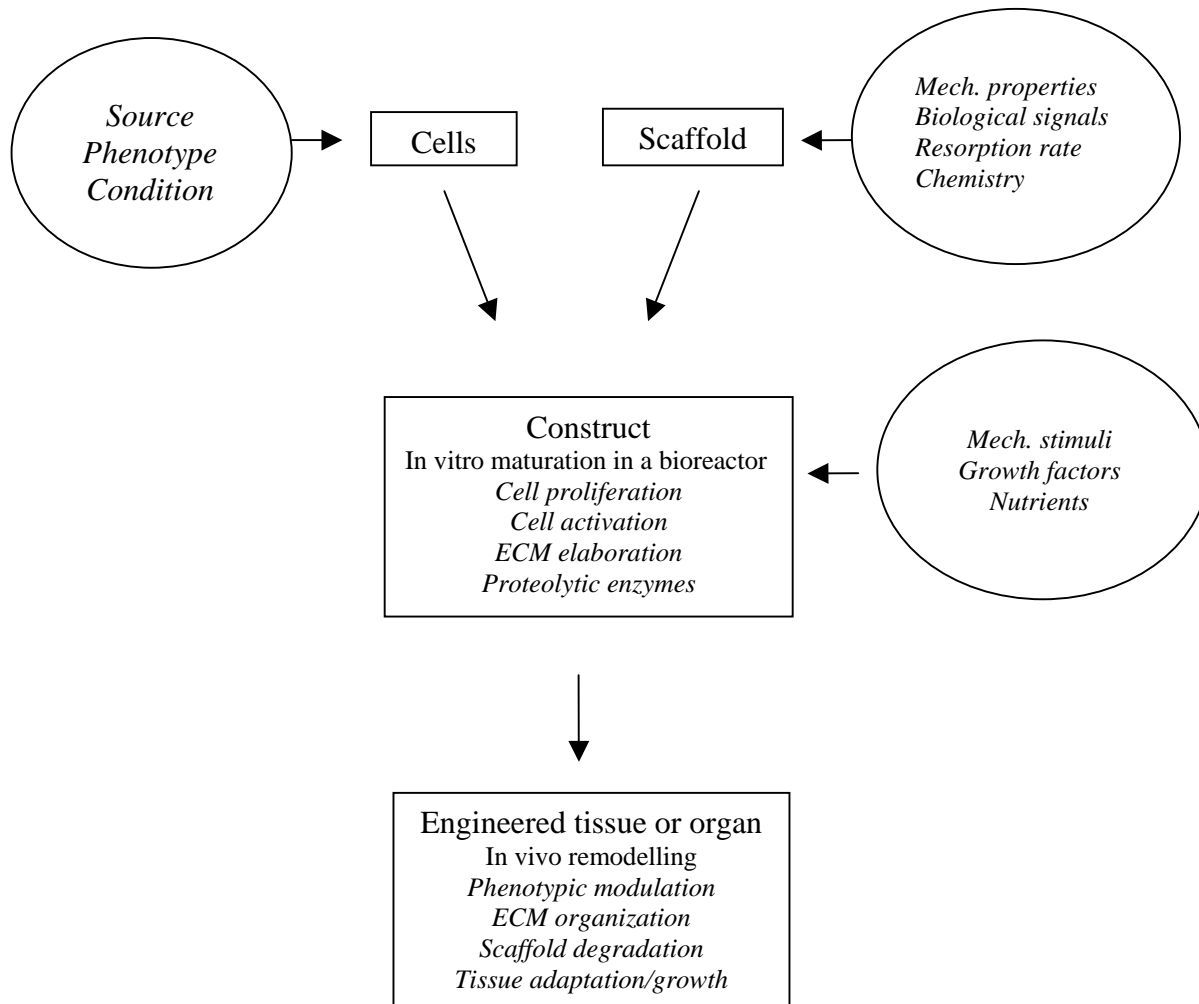 Source
Phenotype
Condition
Cells
Scaffold
Mech. properties
Biological signals
Resorption rate
Chemistry
Construct
In vitro maturation in a bioreactor
Cell proliferation
Cell activation
ECM elaboration
Proteolytic enzymes
Mech. stimuli
Growth factors
Nutrients
Engineered tissue or organ
In vivo remodelling
Phenotypic modulation
ECM organization
Scaffold degradation
Tissue adaptation/growth